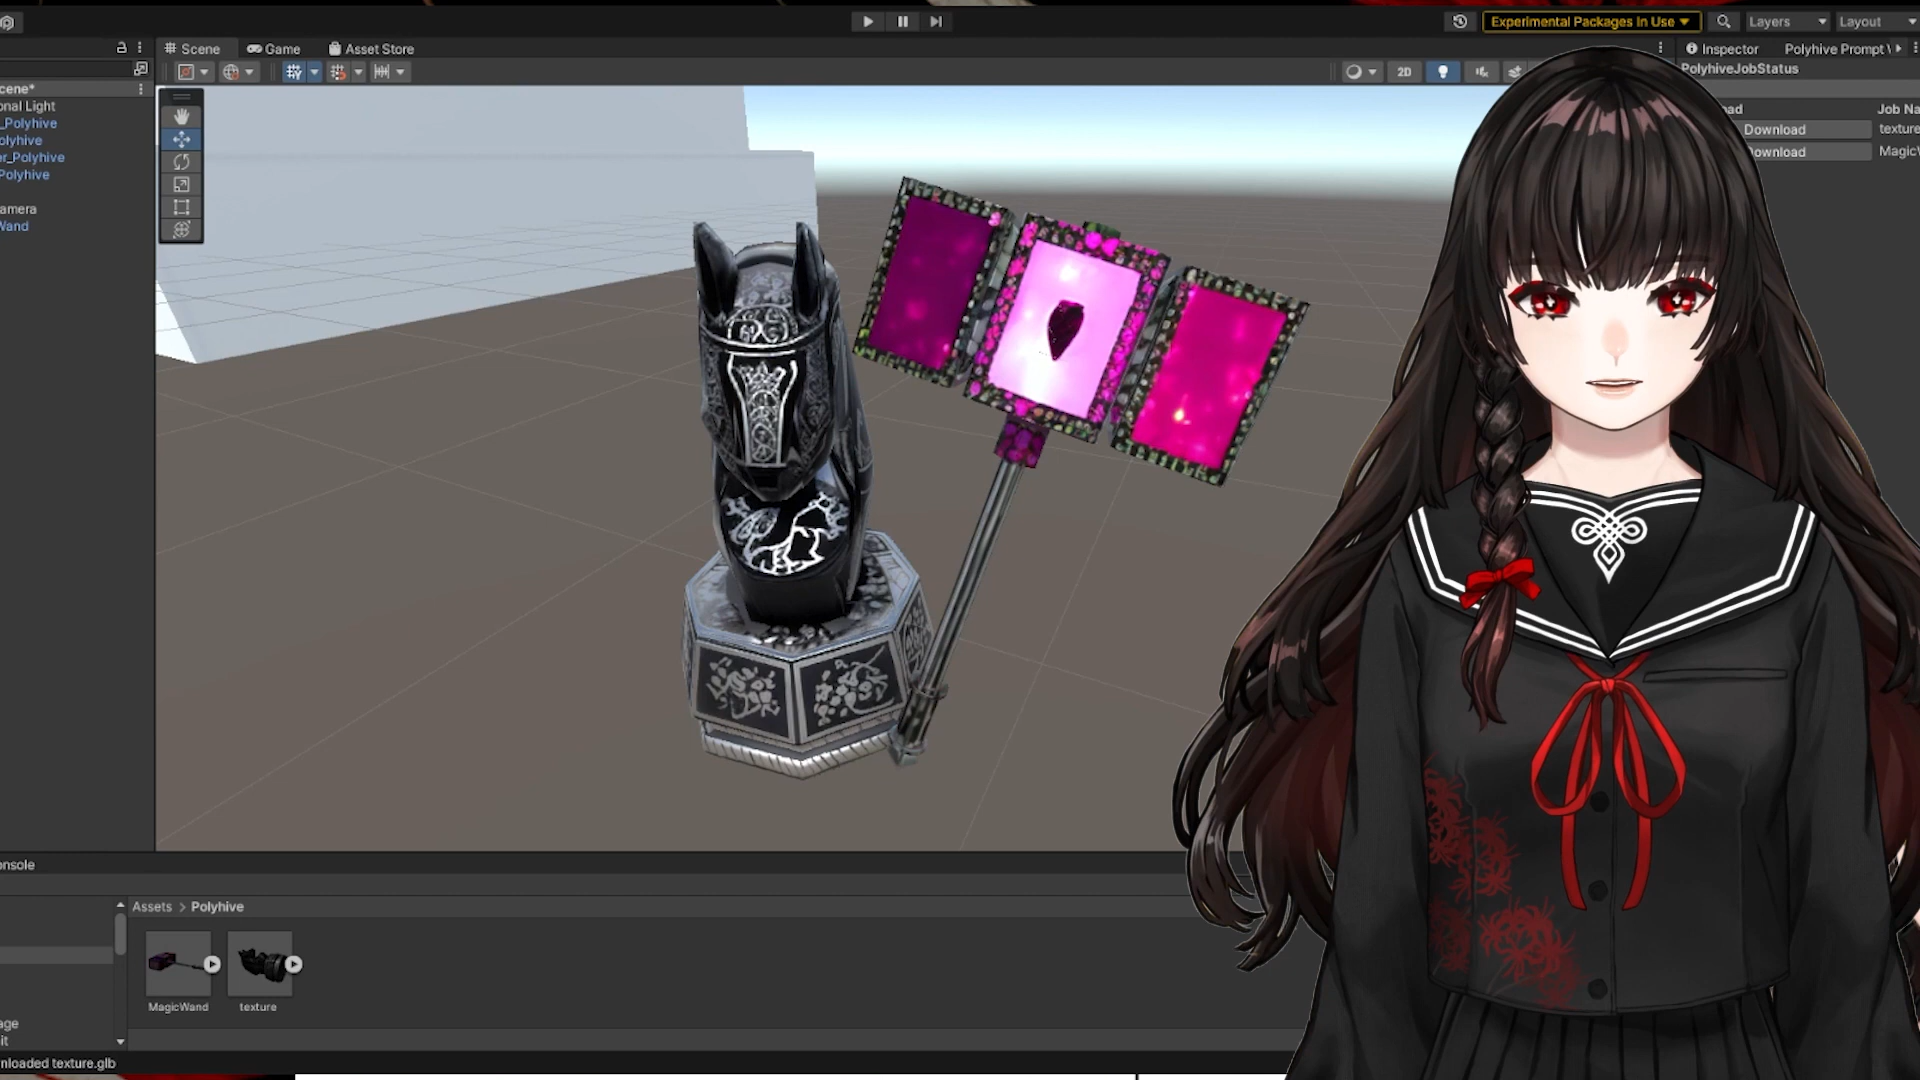 Experimental Packages In Use
Layers
Layout
Scene
Game
Asset Store
Inspector
Polyhive Prompt
PolyhiveJobStatus
2D
cene*
onal Light
_Polyhive
olyhive
er_Polyhive
Polyhive
amera
Wand
oad
Job Na
Download
texture
ownload
MagicW
onsole
Assets > Polyhive
MagicWand
texture
age
it
nloaded texture.glb